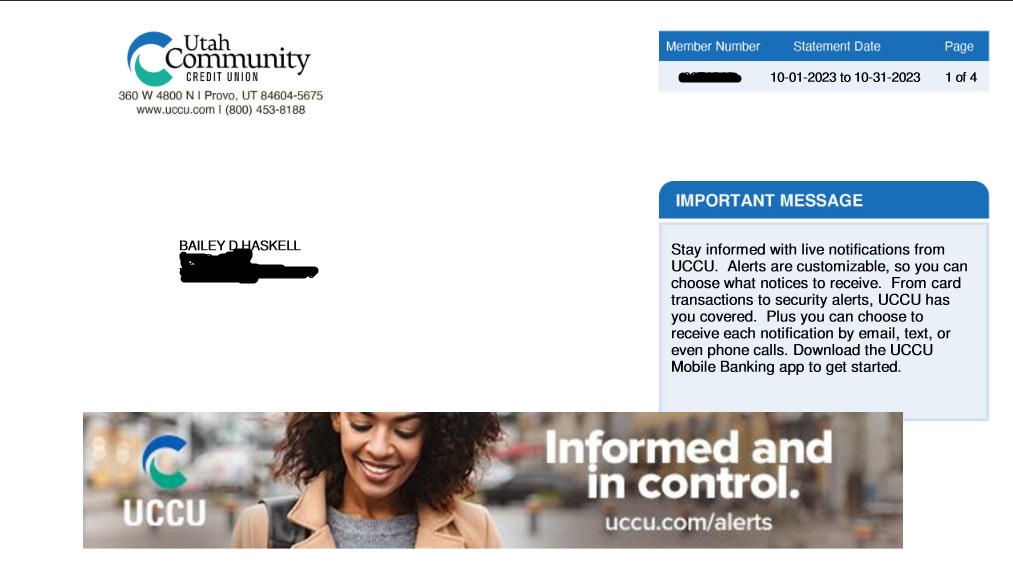 Utah
Community
CREDIT UNION
360 W 4800 N | Provo, UT 84604-5675
www.uccu.com | (800) 453-8188
Member Number Statement Date Page
10-01-2023 to 10-31-2023 1 of 4
IMPORTANT MESSAGE
Stay informed with live notifications from
UCCU. Alerts are customizable, so you can
choose what notices to receive. From card
transactions to security alerts, UCCU has
you covered. Plus you can choose to
receive each notification by email, text, or
even phone calls. Download the UCCU
Mobile Banking app to get started.
BAILEY D HASKELL
UCCU
Informed and
in control.
uccu.com/alerts